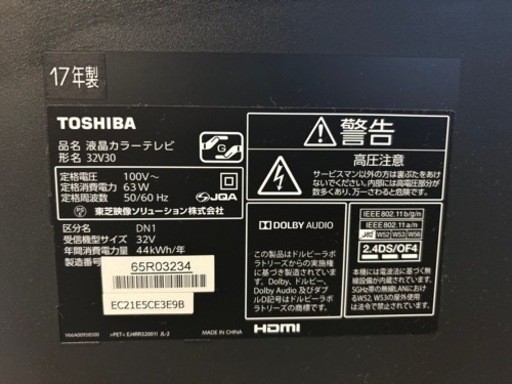 17年製
TOSHIBA
品名 液晶カラーテレビ
形名 32V30
定格電圧: 100V~
定格消費電力: 63W
定格周波数: 50/60 Hz
JQA
東芝映像ソリューション株式会社
区分名 DN1
受信機型サイズ 32V
年間消費電力量 44kWh/年
製造番号
65R03234
EC21E5CE3E9B
MADE IN CHINA
警告
高圧注意
サービスマン以外の方は裏ぶたをあけ
ないでください。内部には高電圧部分が
数多くあり、万一さわると危険です。
DOLBY AUDIO
この製品はドルビーラボ
ラトリーズからの実施権に
基づき製造されています。
Dolby、ドルビー、
Dolby Audio 及びダブ
ルD記号はドルビーラボラ
トリーズの商標です。
HDMI
IEEE802.11b/g/n
IEEE802.11a/n
W52 W53 W56
2.4DS/OF4
この製品に基づく無
線設備が内蔵されています。
5GHz帯の無線LANにおけ
るW52, W53の屋外使用
は法令で禁止されています。